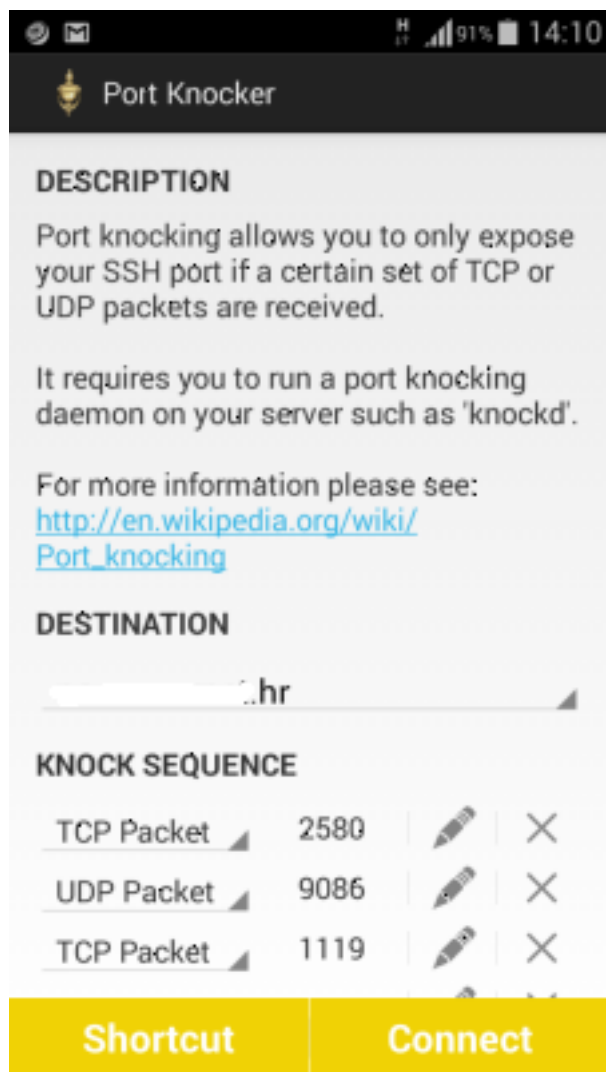 91% 14:10
Port Knocker
DESCRIPTION
Port knocking allows you to only expose
your SSH port if a certain set of TCP or
UDP packets are received.
It requires you to run a port knocking
daemon on your server such as 'knockd'.
For more information please see:
http://en.wikipedia.org/wiki/
Port_knocking
DESTINATION
.hr
KNOCK SEQUENCE
TCP Packet 2580
UDP Packet 9086
TCP Packet 1119
Shortcut Connect